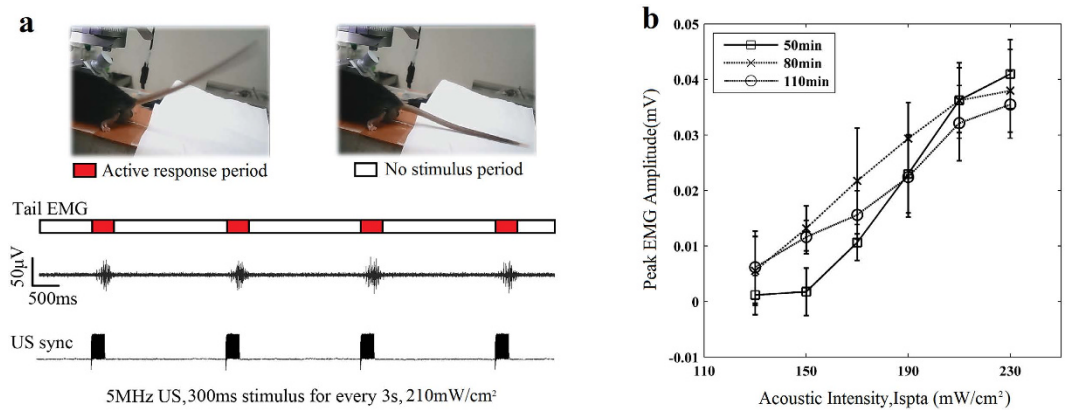 a
Active response period
No stimulus period
Tail EMG
50μV
500ms
US sync
5MHz US,300ms stimulus for every 3s, 210mW/cm²
b
50min
80min
110min
Peak EMG Amplitude(mV)
0.05
0.04
0.03
0.02
0.01
0
-0.01
110
150
190
230
250
Acoustic Intensity,Ispta (mW/cm²)